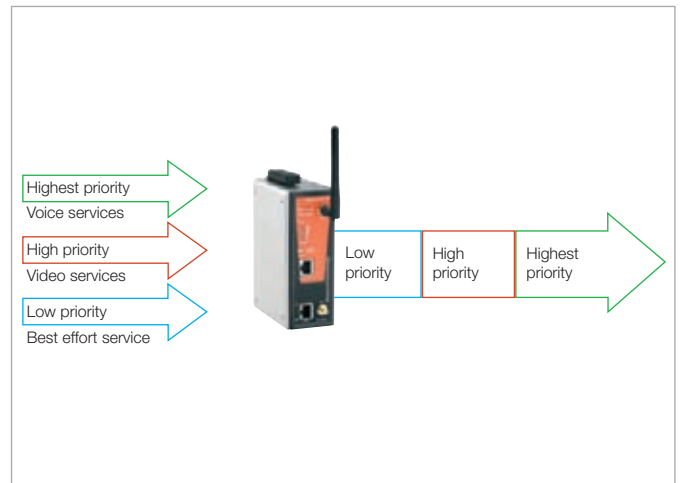 Highest priority
Voice services
High priority
Video services
Low priority
Best effort service
Low
priority
High
priority
Highest
priority